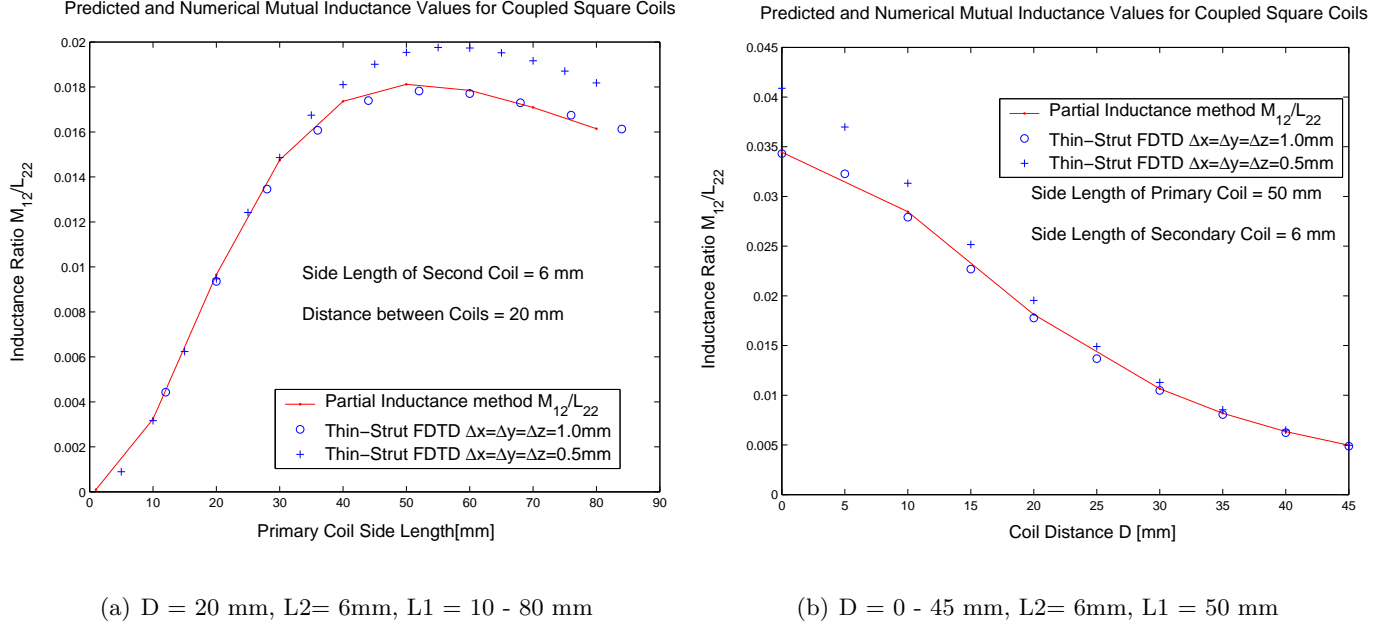 Predicted and Numerical Mutual Inductance Values for Coupled Square Coils
0.02
0.018
0.016
0.014
0.012
0.01
0.008
0.006
0.004
0.002
0
Inductance Ratio M12/L22
Side Length of Second Coil = 6 mm
Distance between Coils = 20 mm
Partial Inductance method M12/L22
Thin−Strut FDTD Δx=Δy=Δz=1.0mm
Thin−Strut FDTD Δx=Δy=Δz=0.5mm
0 10 20 30 40 50 60 70 80 90
Primary Coil Side Length[mm]
(a) D = 20 mm, L2= 6mm, L1 = 10 - 80 mm
Predicted and Numerical Mutual Inductance Values for Coupled Square Coils
0.045
0.04
0.035
0.03
0.025
0.02
0.015
0.01
0.005
0
Inductance Ratio M12/L22
Partial Inductance method M12/L22
Thin−Strut FDTD Δx=Δy=Δz=1.0mm
Thin−Strut FDTD Δx=Δy=Δz=0.5mm
Side Length of Primary Coil = 50 mm
Side Length of Secondary Coil = 6 mm
0 5 10 15 20 25 30 35 40 45
Coil Distance D [mm]
(b) D = 0 - 45 mm, L2= 6mm, L1 = 50 mm